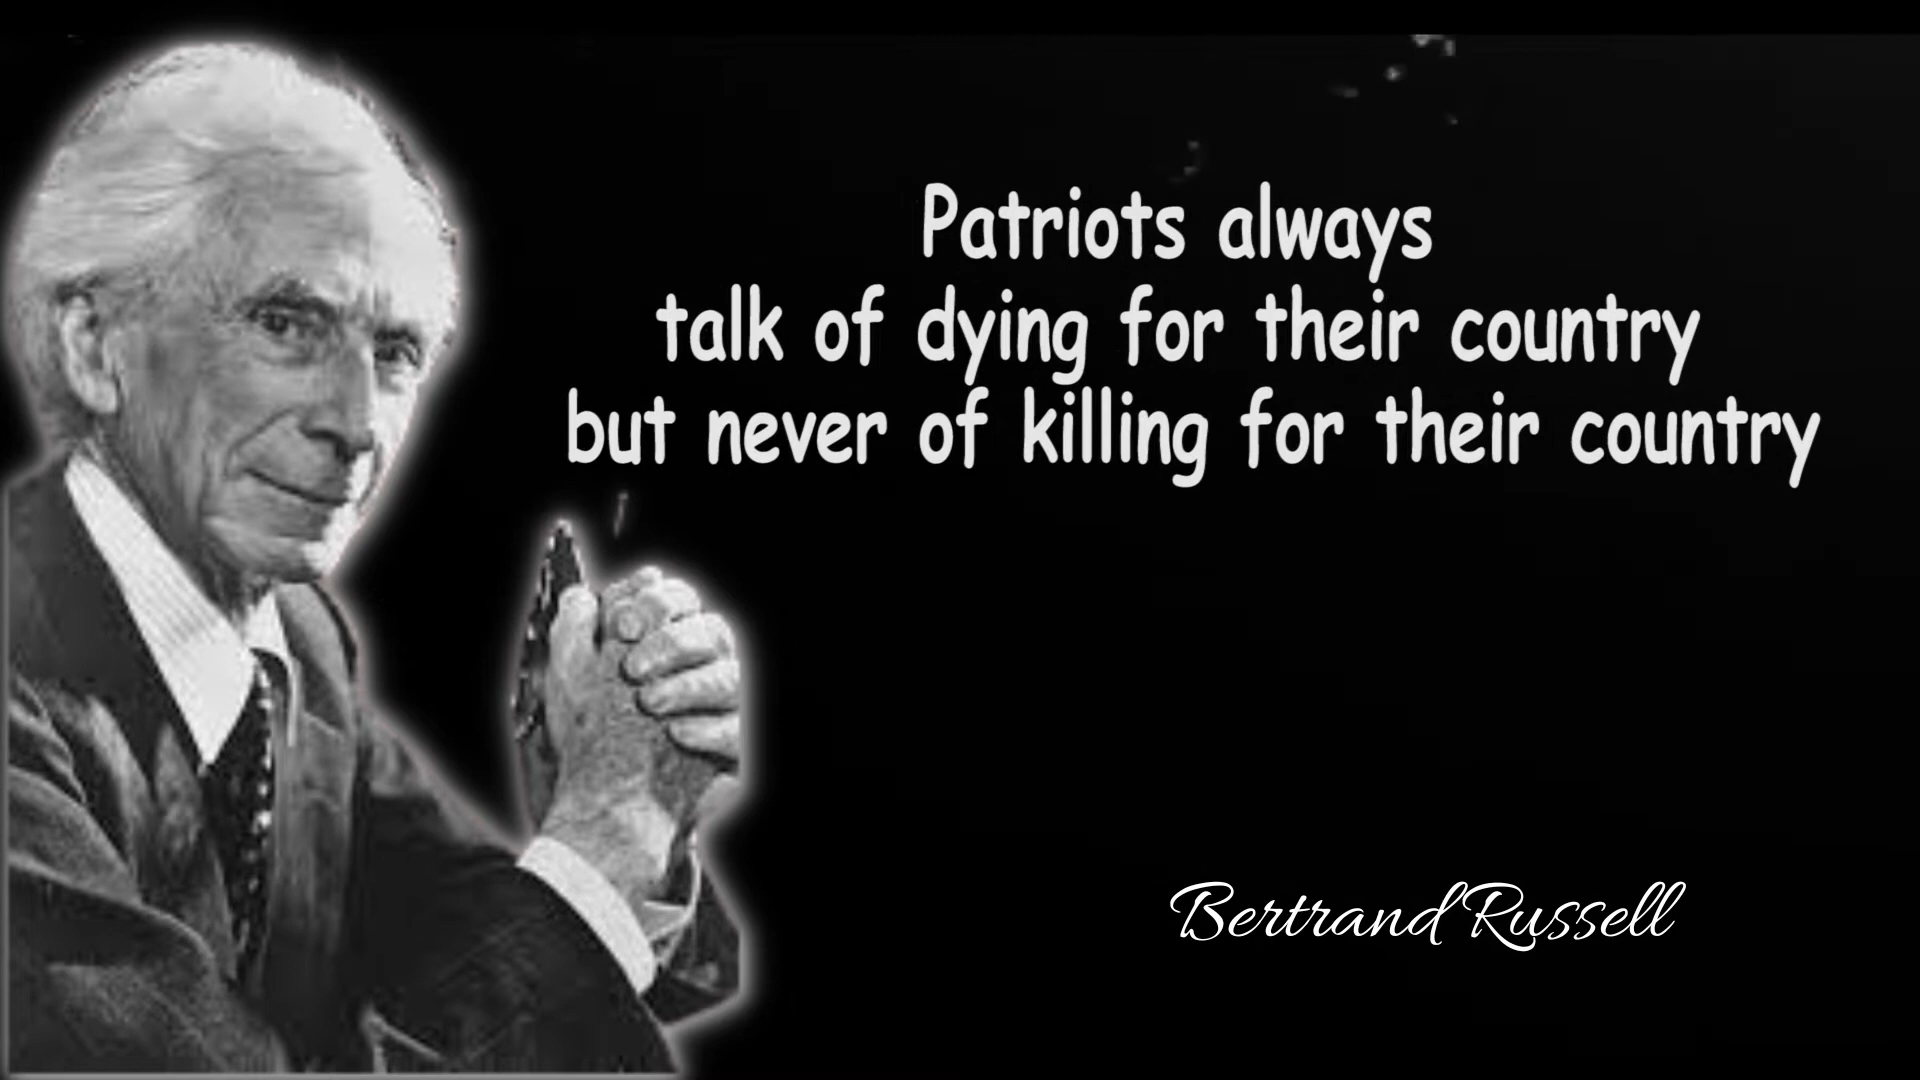 Patriots always
talk of dying for their country
but never of killing for their country
Bertrand Russell